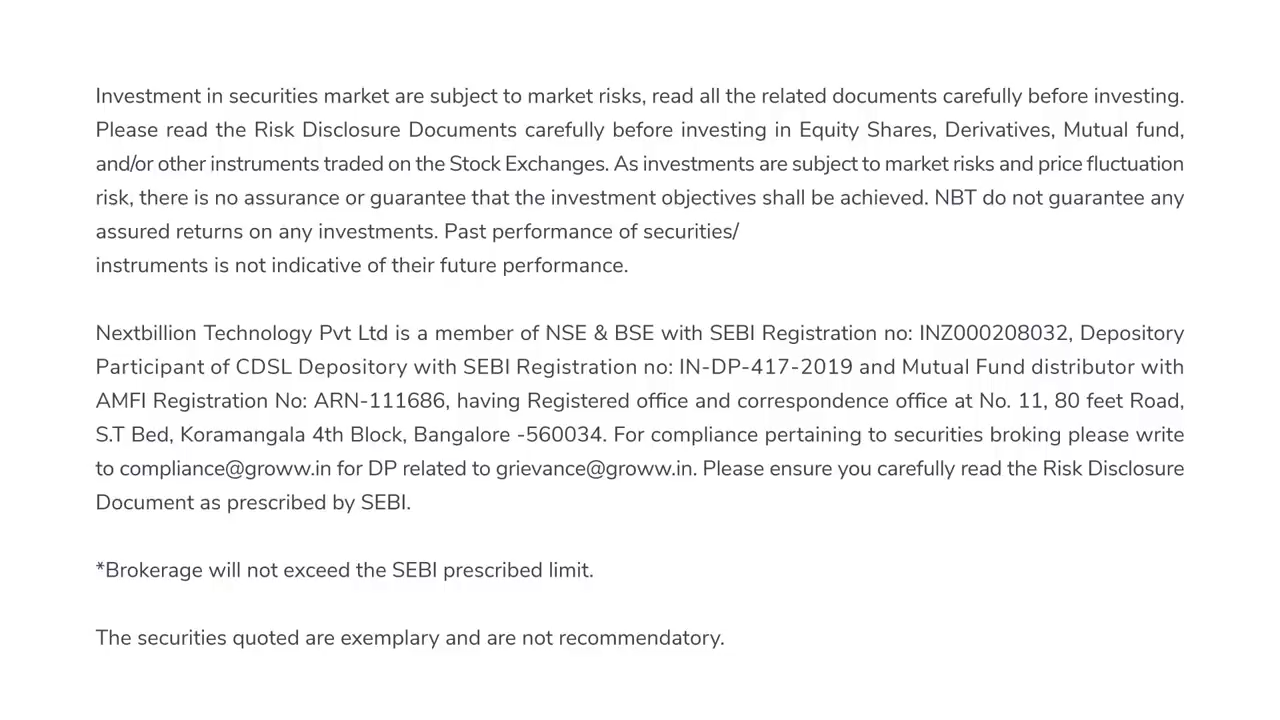 Investment in securities market are subject to market risks, read all the related documents carefully before investing.
Please read the Risk Disclosure Documents carefully before investing in Equity Shares, Derivatives, Mutual fund,
and/or other instruments traded on the Stock Exchanges. As investments are subject to market risks and price fluctuation
risk, there is no assurance or guarantee that the investment objectives shall be achieved. NBT do not guarantee any
assured returns on any investments. Past performance of securities/
instruments is not indicative of their future performance.
Nextbillion Technology Pvt Ltd is a member of NSE & BSE with SEBI Registration no: INZ000208032, Depository
Participant of CDSL Depository with SEBI Registration no: IN-DP-417-2019 and Mutual Fund distributor with
AMFI Registration No: ARN-111686, having Registered office and correspondence office at No. 11, 80 feet Road,
S.T Bed, Koramangala 4th Block, Bangalore -560034. For compliance pertaining to securities broking please write
to compliance@groww.in for DP related to grievance@groww.in. Please ensure you carefully read the Risk Disclosure
Document as prescribed by SEBI.
*Brokerage will not exceed the SEBI prescribed limit.
The securities quoted are exemplary and are not recommendatory.